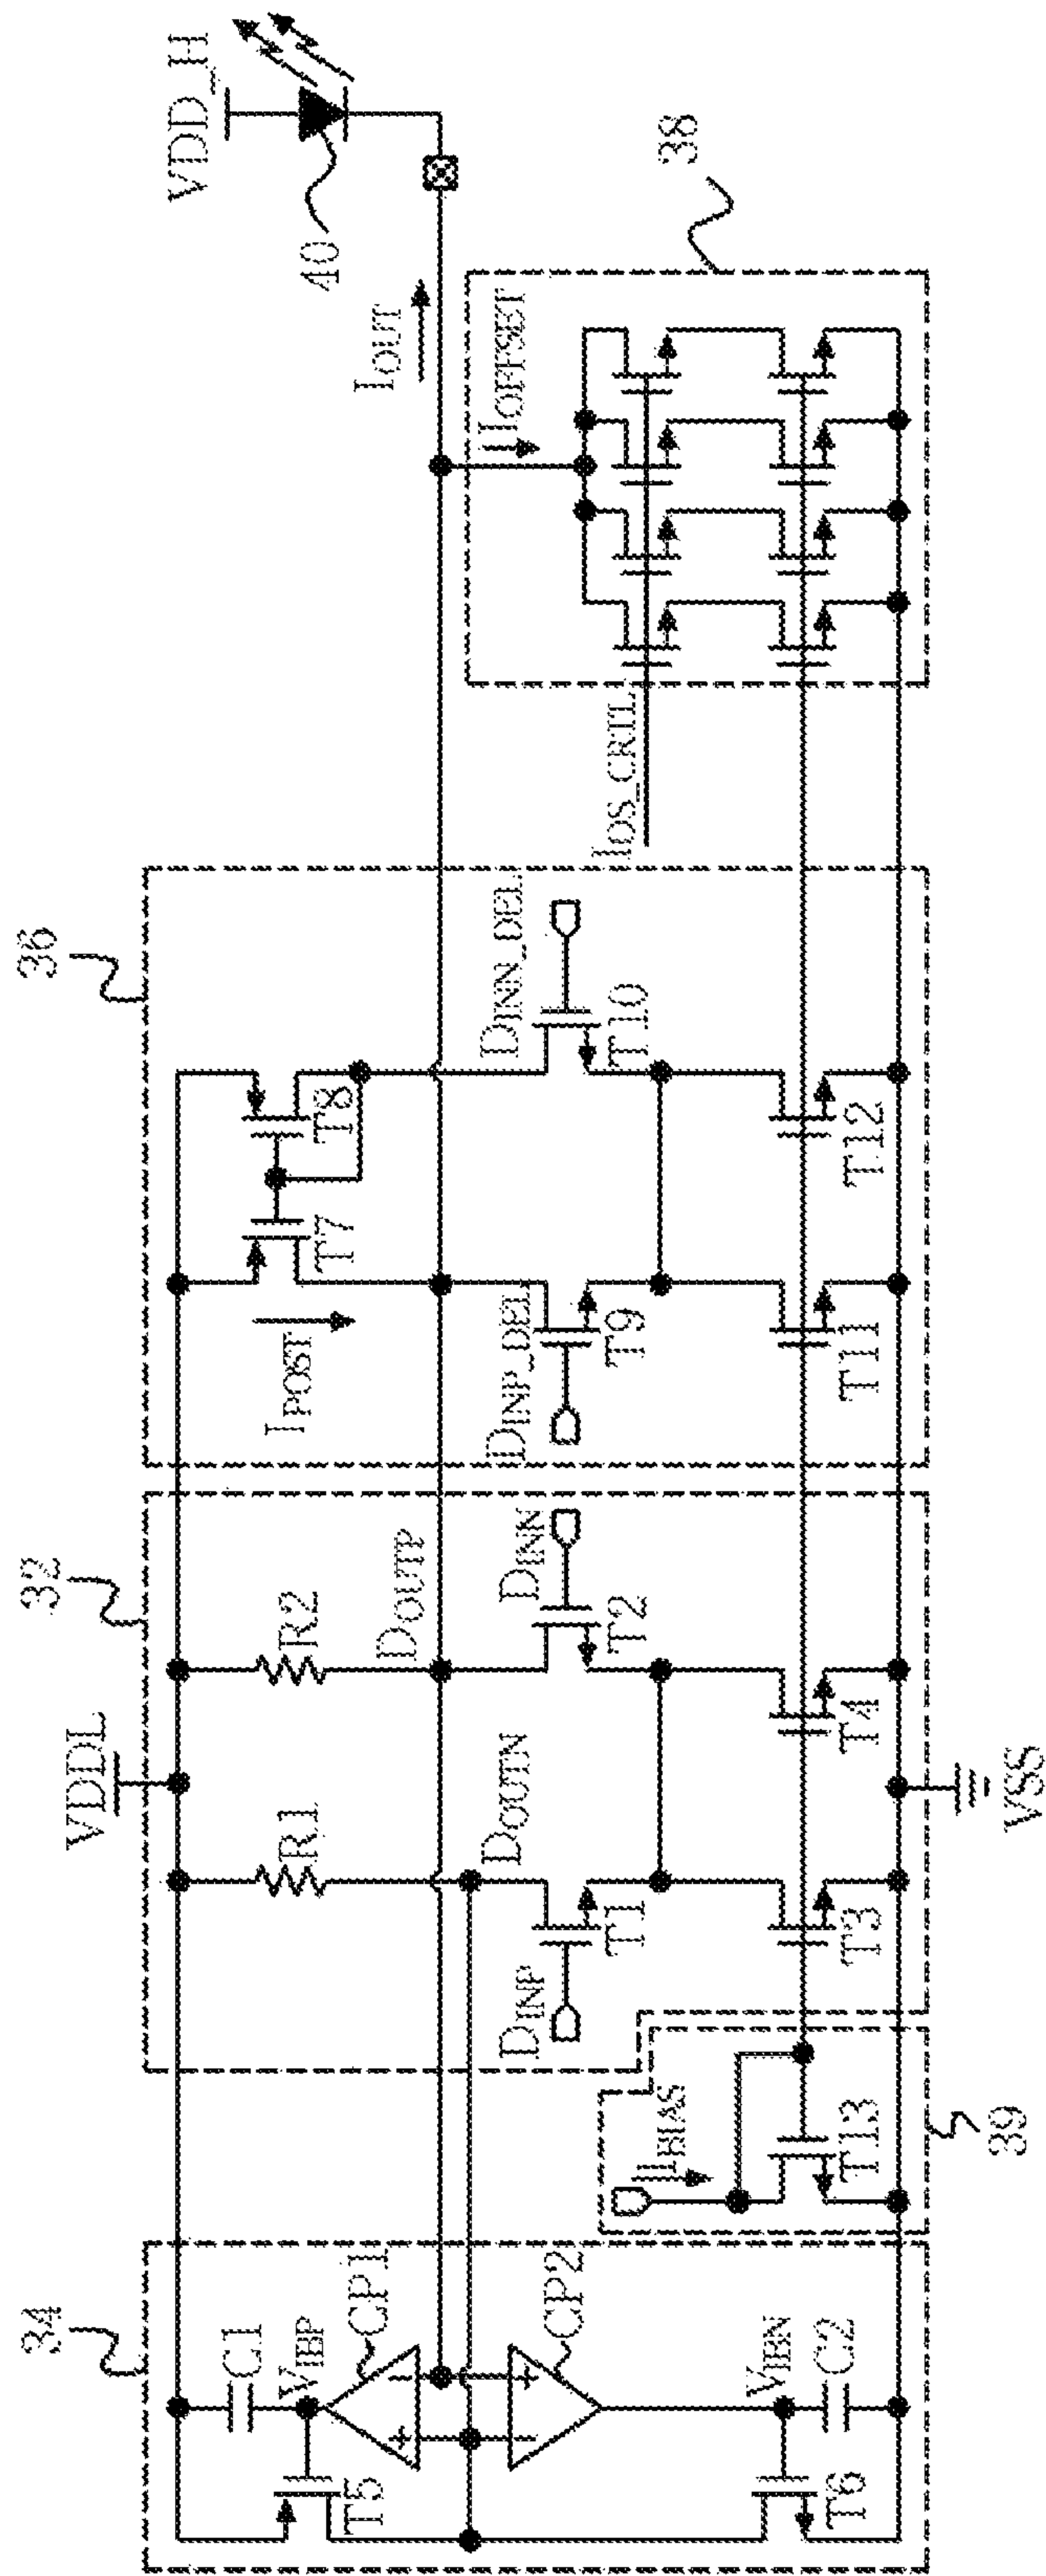 34
C1
VIBP
CP1
T5
CP2
VIBN
C2
T6
IBIAS
T13
39
VDDL
32
R1
R2
DOUTN
DOUTP
DINP
T1
DINN
T2
T3
T4
VSS
36
IPOST
T7
T8
DINP_DEL
T9
DINN_DEL
T10
T11
T12
IOS_CRTL
IOFFSET
38
IOUT
40
VDD_H